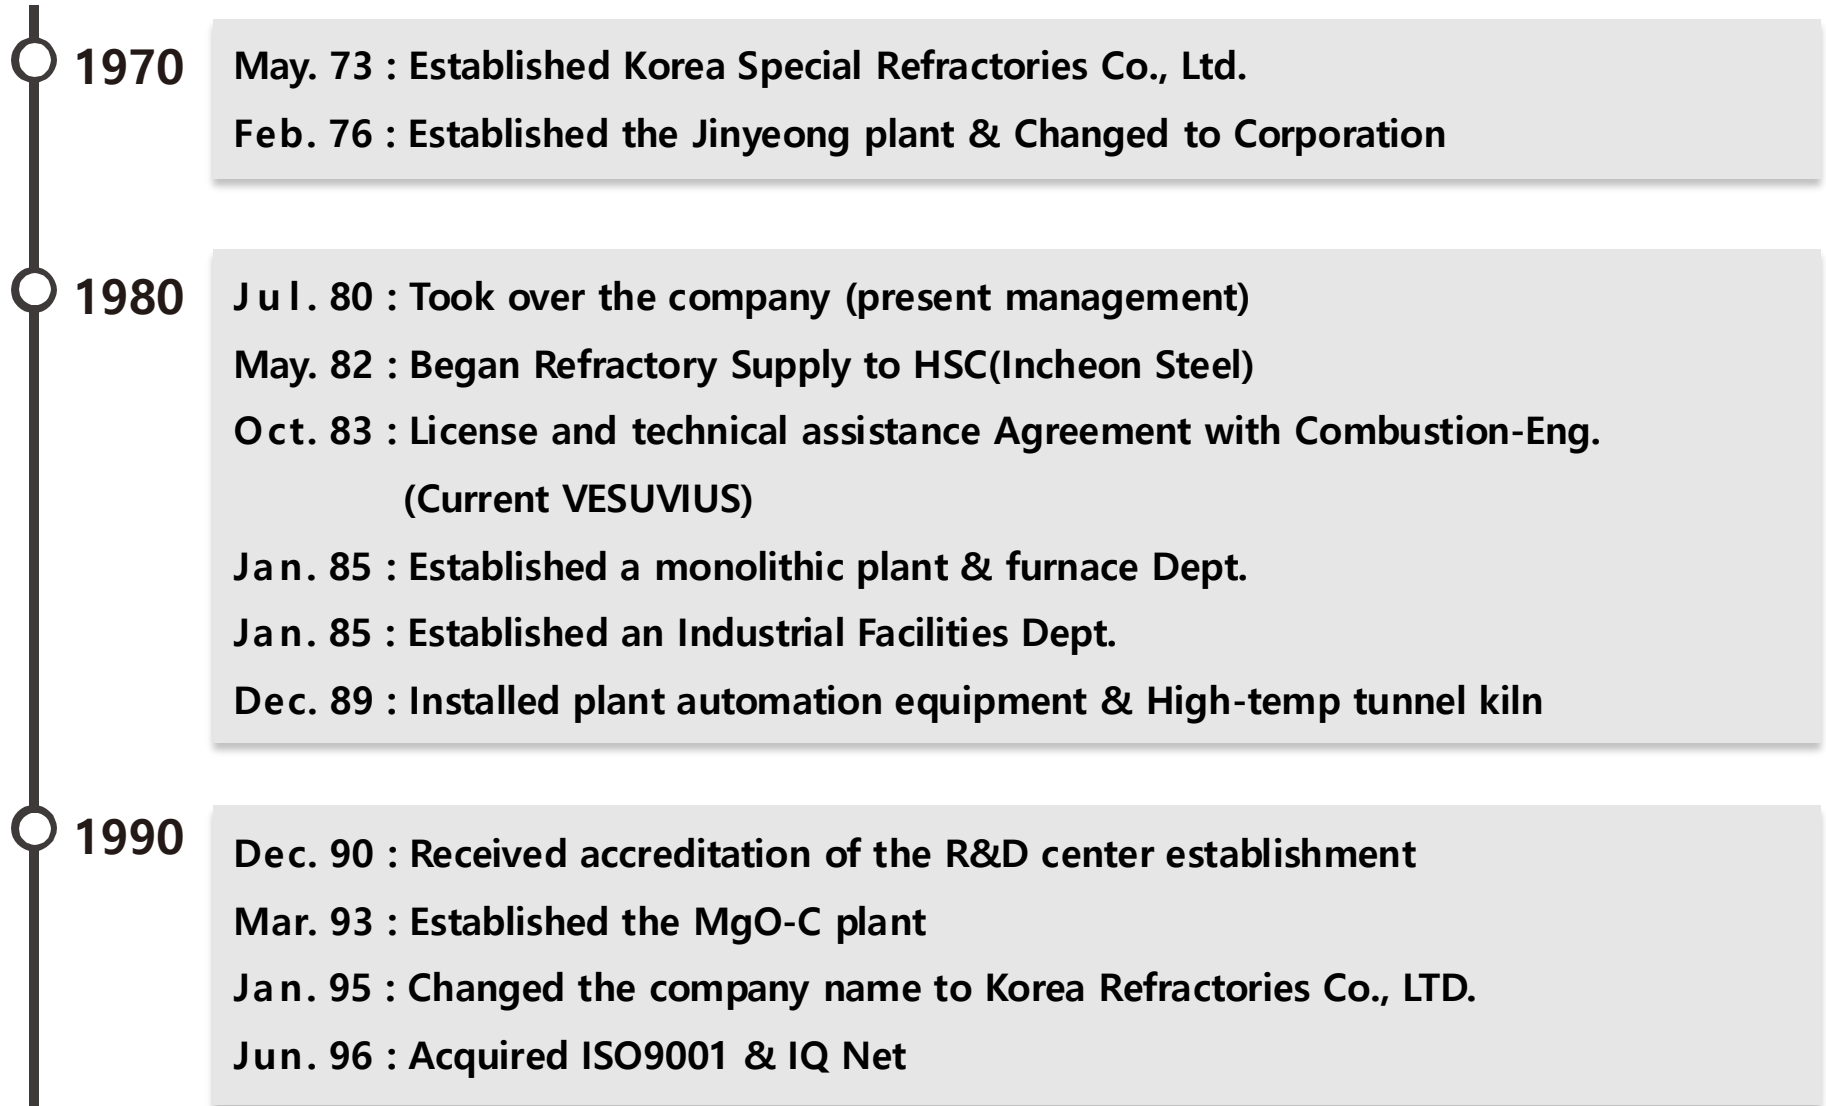 1970
May. 73 : Established Korea Special Refractories Co., Ltd.
Feb. 76 : Established the Jinyeong plant & Changed to Corporation
1980
Jul. 80 : Took over the company (present management)
May. 82 : Began Refractory Supply to HSC(Incheon Steel)
Oct. 83 : License and technical assistance Agreement with Combustion-Eng.
(Current VESUVIUS)
Jan. 85 : Established a monolithic plant & furnace Dept.
Jan. 85 : Established an Industrial Facilities Dept.
Dec. 89 : Installed plant automation equipment & High-temp tunnel kiln
1990
Dec. 90 : Received accreditation of the R&D center establishment
Mar. 93 : Established the MgO-C plant
Jan. 95 : Changed the company name to Korea Refractories Co., LTD.
Jun. 96 : Acquired ISO9001 & IQ Net